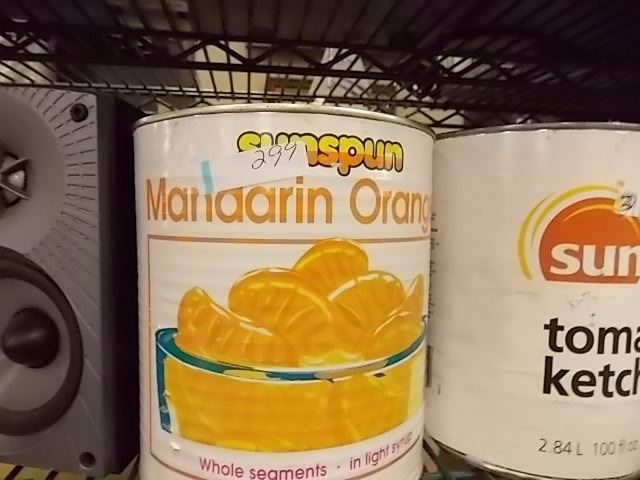 sunspun
299
Mandarin Orang
Whole segments · in light syrup
sun
toma
ketch
2.84 L 100 fl oz